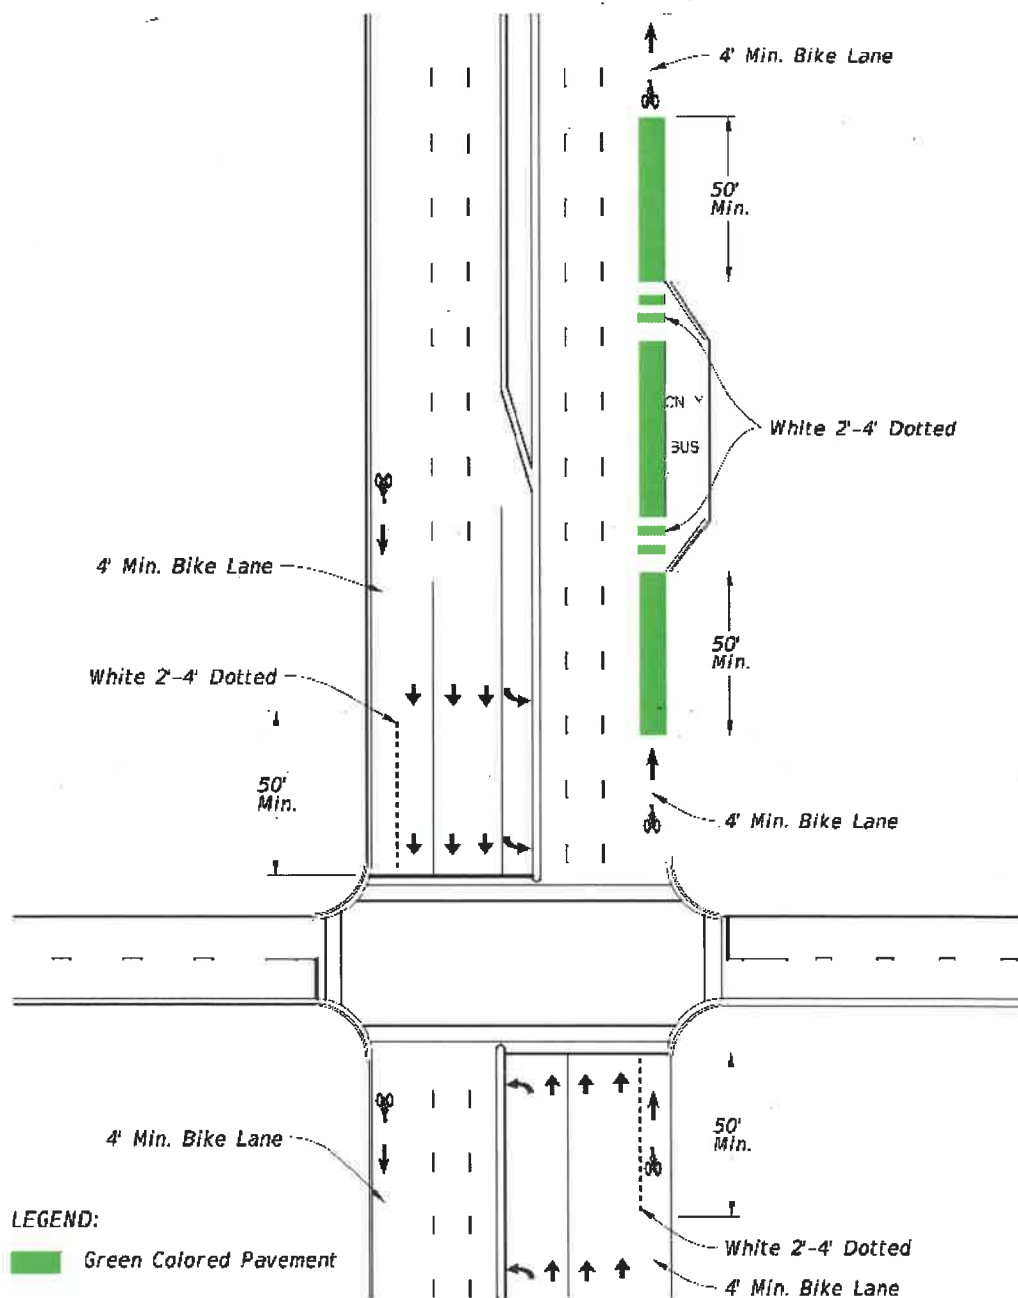 4' Min. Bike Lane
50'
Min.
BUS
White 2'-4' Dotted
4' Min. Bike Lane
50'
Min.
White 2'-4' Dotted
50'
Min.
4' Min. Bike Lane
50'
Min.
4' Min. Bike Lane
LEGEND:
Green Colored Pavement
White 2'-4' Dotted
4' Min. Bike Lane